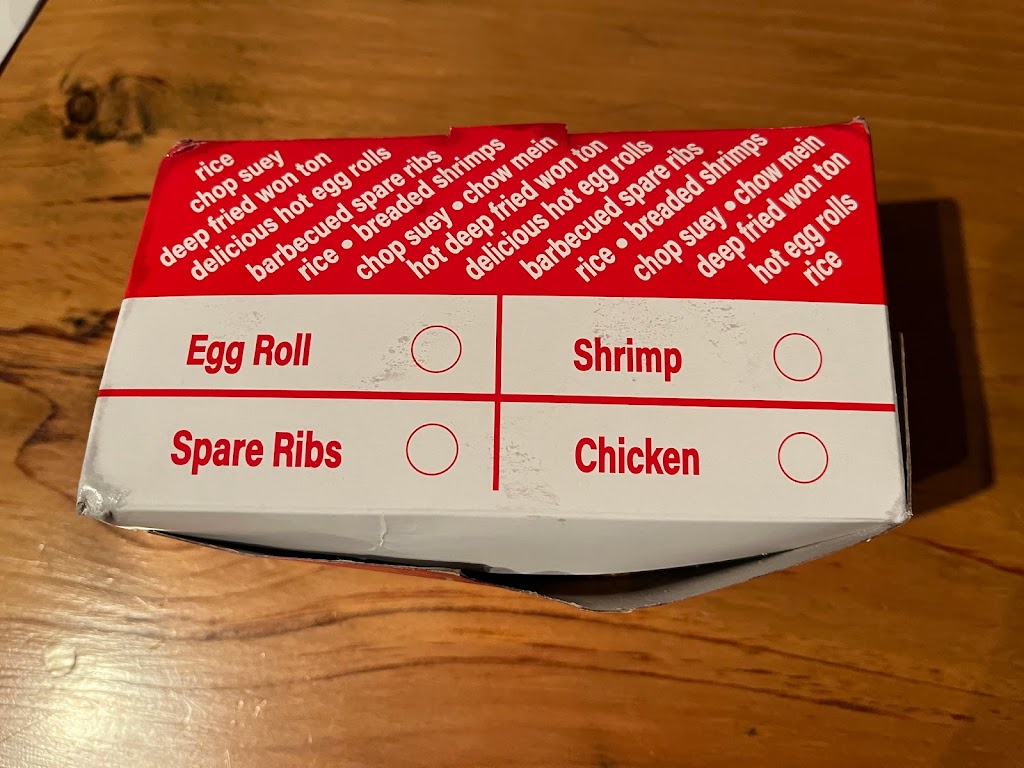 rice
chop suey
deep fried won ton
delicious hot egg rolls
barbecued spare ribs
rice • breaded shrimps
chop suey • chow mein
hot deep fried won ton
delicious hot egg rolls
barbecued spare ribs
rice • breaded shrimps
chop suey • chow mein
deep fried won ton
hot egg rolls
rice
Egg Roll
Shrimp
Spare Ribs
Chicken